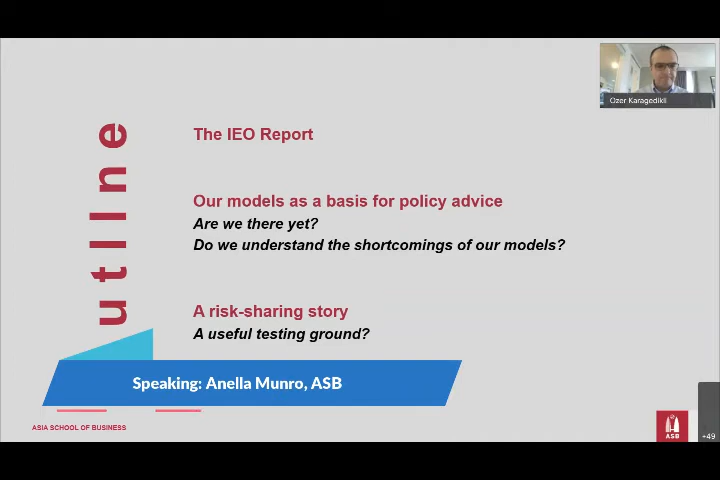 utline
The IEO Report
Our models as a basis for policy advice
Are we there yet?
Do we understand the shortcomings of our models?
A risk-sharing story
A useful testing ground?
Speaking: Anella Munro, ASB
ASIA SCHOOL OF BUSINESS
ASB
Ozer Karagedikli
+49